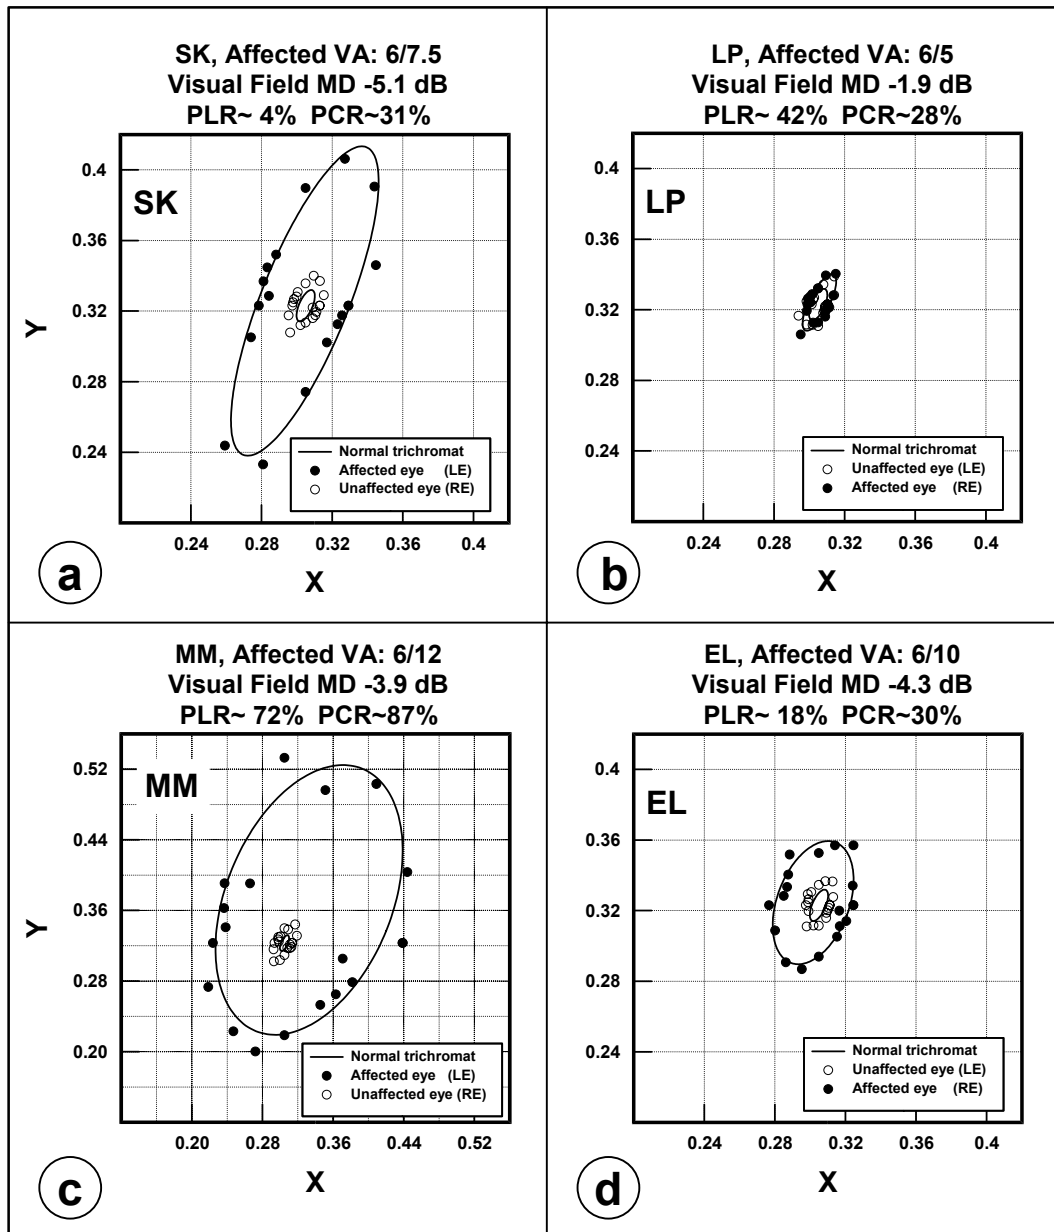 SK, Affected VA: 6/7.5
Visual Field MD -5.1 dB
PLR~ 4%  PCR~31%
SK
0.4
0.36
0.32
0.28
0.24
Y
Normal trichromat
Affected eye (LE)
Unaffected eye (RE)
0.24 0.28 0.32 0.36 0.4
X
a
LP, Affected VA: 6/5
Visual Field MD -1.9 dB
PLR~ 42%  PCR~28%
LP
0.4
0.36
0.32
0.28
0.24
Normal trichromat
Unaffected eye (LE)
Affected eye (RE)
0.24 0.28 0.32 0.36 0.4
X
b
MM, Affected VA: 6/12
Visual Field MD -3.9 dB
PLR~ 72%  PCR~87%
MM
0.52
0.44
0.36
0.28
0.20
Y
Normal trichromat
Affected eye (LE)
Unaffected eye (RE)
0.20 0.28 0.36 0.44 0.52
X
c
EL, Affected VA: 6/10
Visual Field MD -4.3 dB
PLR~ 18%  PCR~30%
EL
0.4
0.36
0.32
0.28
0.24
Normal trichromat
Unaffected eye (LE)
Affected eye (RE)
0.24 0.28 0.32 0.36 0.4
X
d